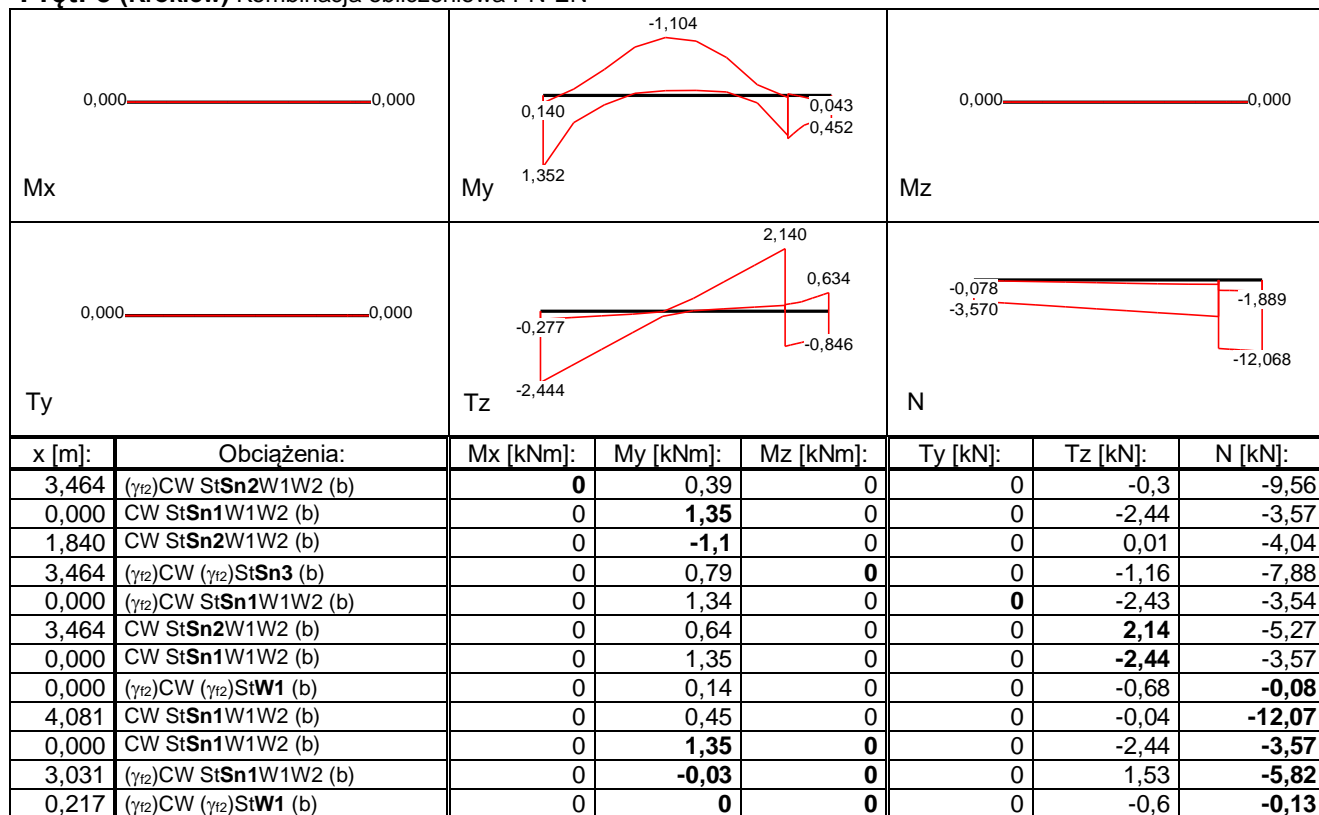 (Krokiew) Kombinacja obliczeniowa PN-EN
0,000 0,000
Mx
-1,104
0,140
1,352
0,043
0,452
My
0,000 0,000
Mz
0,000 0,000
Ty
2,140
0,634
-0,277
-0,846
-2,444
Tz
-0,078
-3,570
-1,889
-12,068
N
x [m]: Obciążenia: Mx [kNm]: My [kNm]: Mz [kNm]: Ty [kN]: Tz [kN]: N [kN]:
3,464 (γf2)CW StSn2W1W2 (b) 0 0,39 0 0 -0,3 -9,56
0,000 CW StSn1W1W2 (b) 0 1,35 0 0 -2,44 -3,57
1,840 CW StSn2W1W2 (b) 0 -1,1 0 0 0,01 -4,04
3,464 (γf2)CW (γf2)StSn3 (b) 0 0,79 0 0 -1,16 -7,88
0,000 (γf2)CW StSn1W1W2 (b) 0 1,34 0 0 -2,43 -3,54
3,464 CW StSn2W1W2 (b) 0 0,64 0 0 2,14 -5,27
0,000 CW StSn1W1W2 (b) 0 1,35 0 0 -2,44 -3,57
0,000 (γf2)CW (γf2)StW1 (b) 0 0,14 0 0 -0,68 -0,08
4,081 CW StSn1W1W2 (b) 0 0,45 0 0 -0,04 -12,07
0,000 CW StSn1W1W2 (b) 0 1,35 0 0 -2,44 -3,57
3,031 (γf2)CW StSn1W1W2 (b) 0 -0,03 0 0 1,53 -5,82
0,217 (γf2)CW (γf2)StW1 (b) 0 0 0 0 -0,6 -0,13